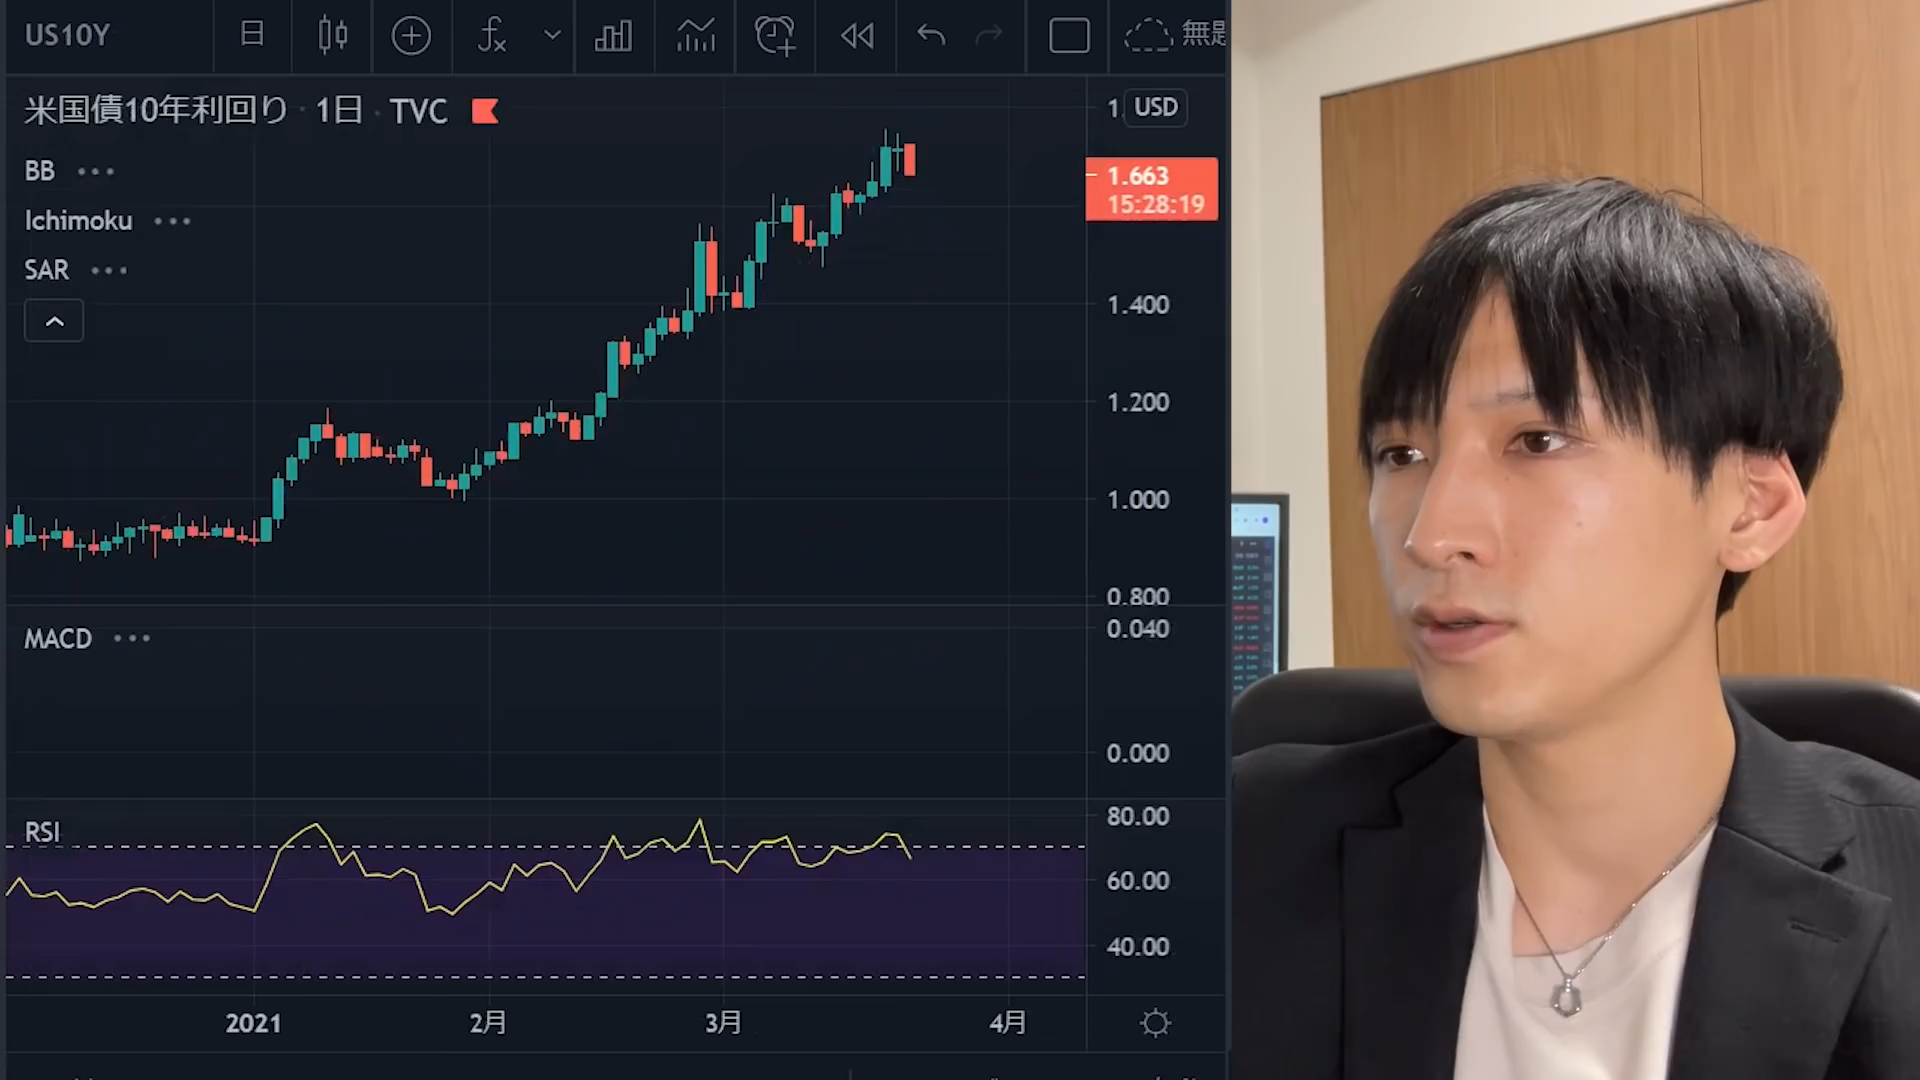 US10Y
日
無題
米国債10年利回り · 1日 · TVC
BB
Ichimoku
SAR
MACD
RSI
USD
1.663
15:28:19
1.400
1.200
1.000
0.800
0.040
0.000
80.00
60.00
40.00
2021
2月
3月
4月